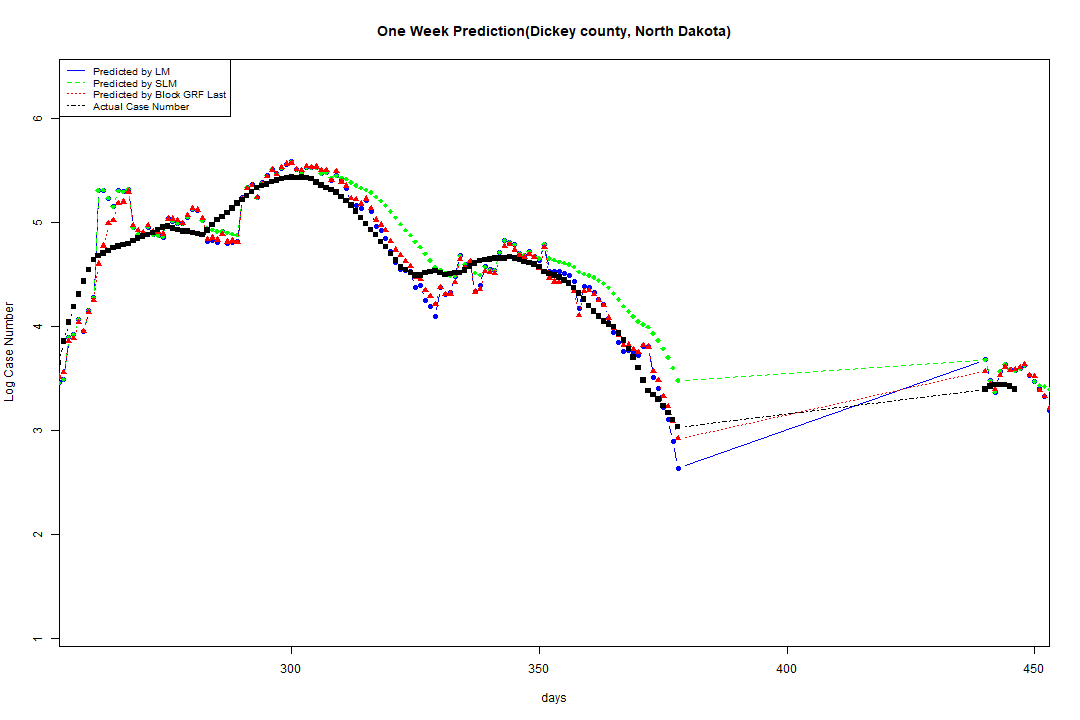 One Week Prediction(Dickey county, North Dakota)
Predicted by LM
Predicted by SLM
Predicted by Block GRF Last
Actual Case Number
6
5
4
3
2
1
Log Case Number
300 350 400 450
days